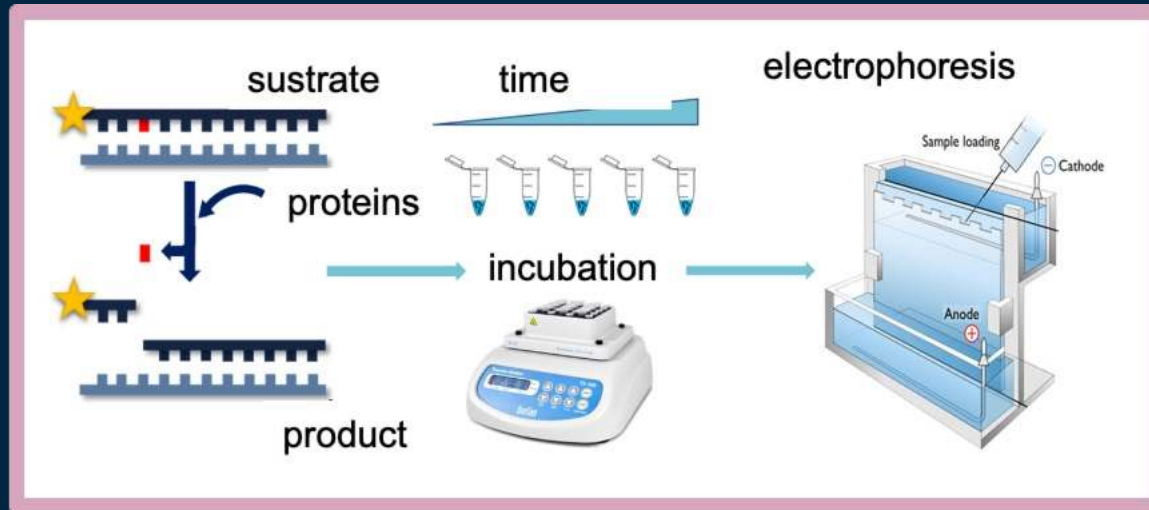 sustrate
time
electrophoresis
Sample loading
Cathode
proteins
incubation
Anode
product